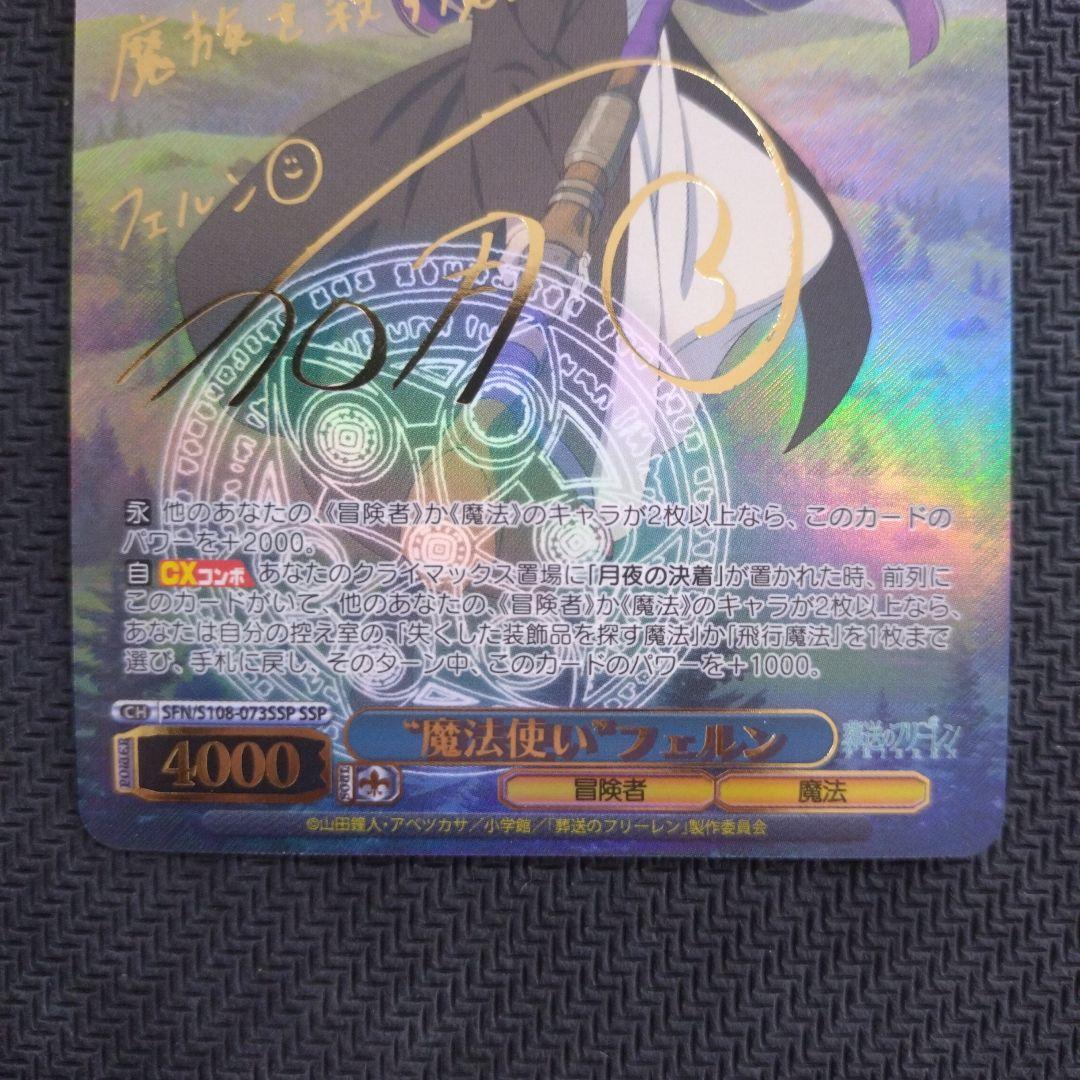 魔族を殺す魔
フェルン
永 他のあなたの、《冒険者》か《魔法》のキャラが2枚以上なら、このカードの
パワーを+2000。
自 CXコンボ あなたのクライマックス置場に「月夜の決着」が置かれた時、前列に
このカードがいて、他のあなたの、《冒険者》か《魔法》のキャラが2枚以上なら、
あなたは自分の控え室の、「失くした装飾品を探す魔法」か「飛行魔法」を1枚まで
選び、手札に戻し、そのターン中、このカードのパワーを+1000。
CH SFN/S108-073SSP SSP
“魔法使い”フェルン
葬送のフリーレン
POWER 4000
冒険者 魔法
©山田鐘人・アベツカサ/小学館/「葬送のフリーレン」製作委員会